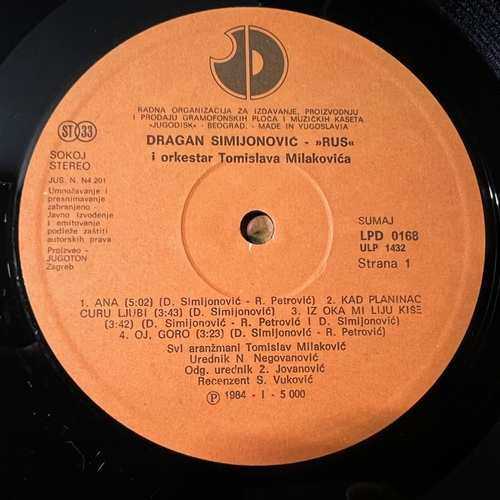 RADNA ORGANIZACIJA ZA IZDAVANJE, PROIZVODNJU
I PRODAJU GRAMOFONSKIH PLOČA I MUZIČKIH KASETA
»JUGODISK« - BEOGRAD. - MADE IN YUGOSLAVIA
DRAGAN SIMIJONOVIĆ - »RUS«
i orkestar Tomislava Milakovića
ST 33
SOKOJ
STEREO
JUS. N. N4 201
Umnožavanje i
presnimavanje
zabranjeno -
Javno izvođenje
i emitovanje
podleže zaštiti
autorskih prava
Proizveo -
JUGOTON
Zagreb
SUMAJ
LPD 0168
ULP 1432
Strana 1
1. ANA (5:02) (D. Simijonović - R. Petrović) 2. KAD PLANINAC
CURU LJUBI (3:43) (D. Simijonović) 3. IZ OKA MI LIJU KIŠE
(3:42) (D. Simijonović - R. Petrović i D. Simijonović)
4. OJ, GORO (3:23) (D. Simijonović - R. Petrović)
Svi aranžmani Tomislav Milaković
Urednik N. Negovanović
Odg. urednik Z. Jovanović
Recenzent S. Vuković
Ⓟ 1984 - I - 5 000